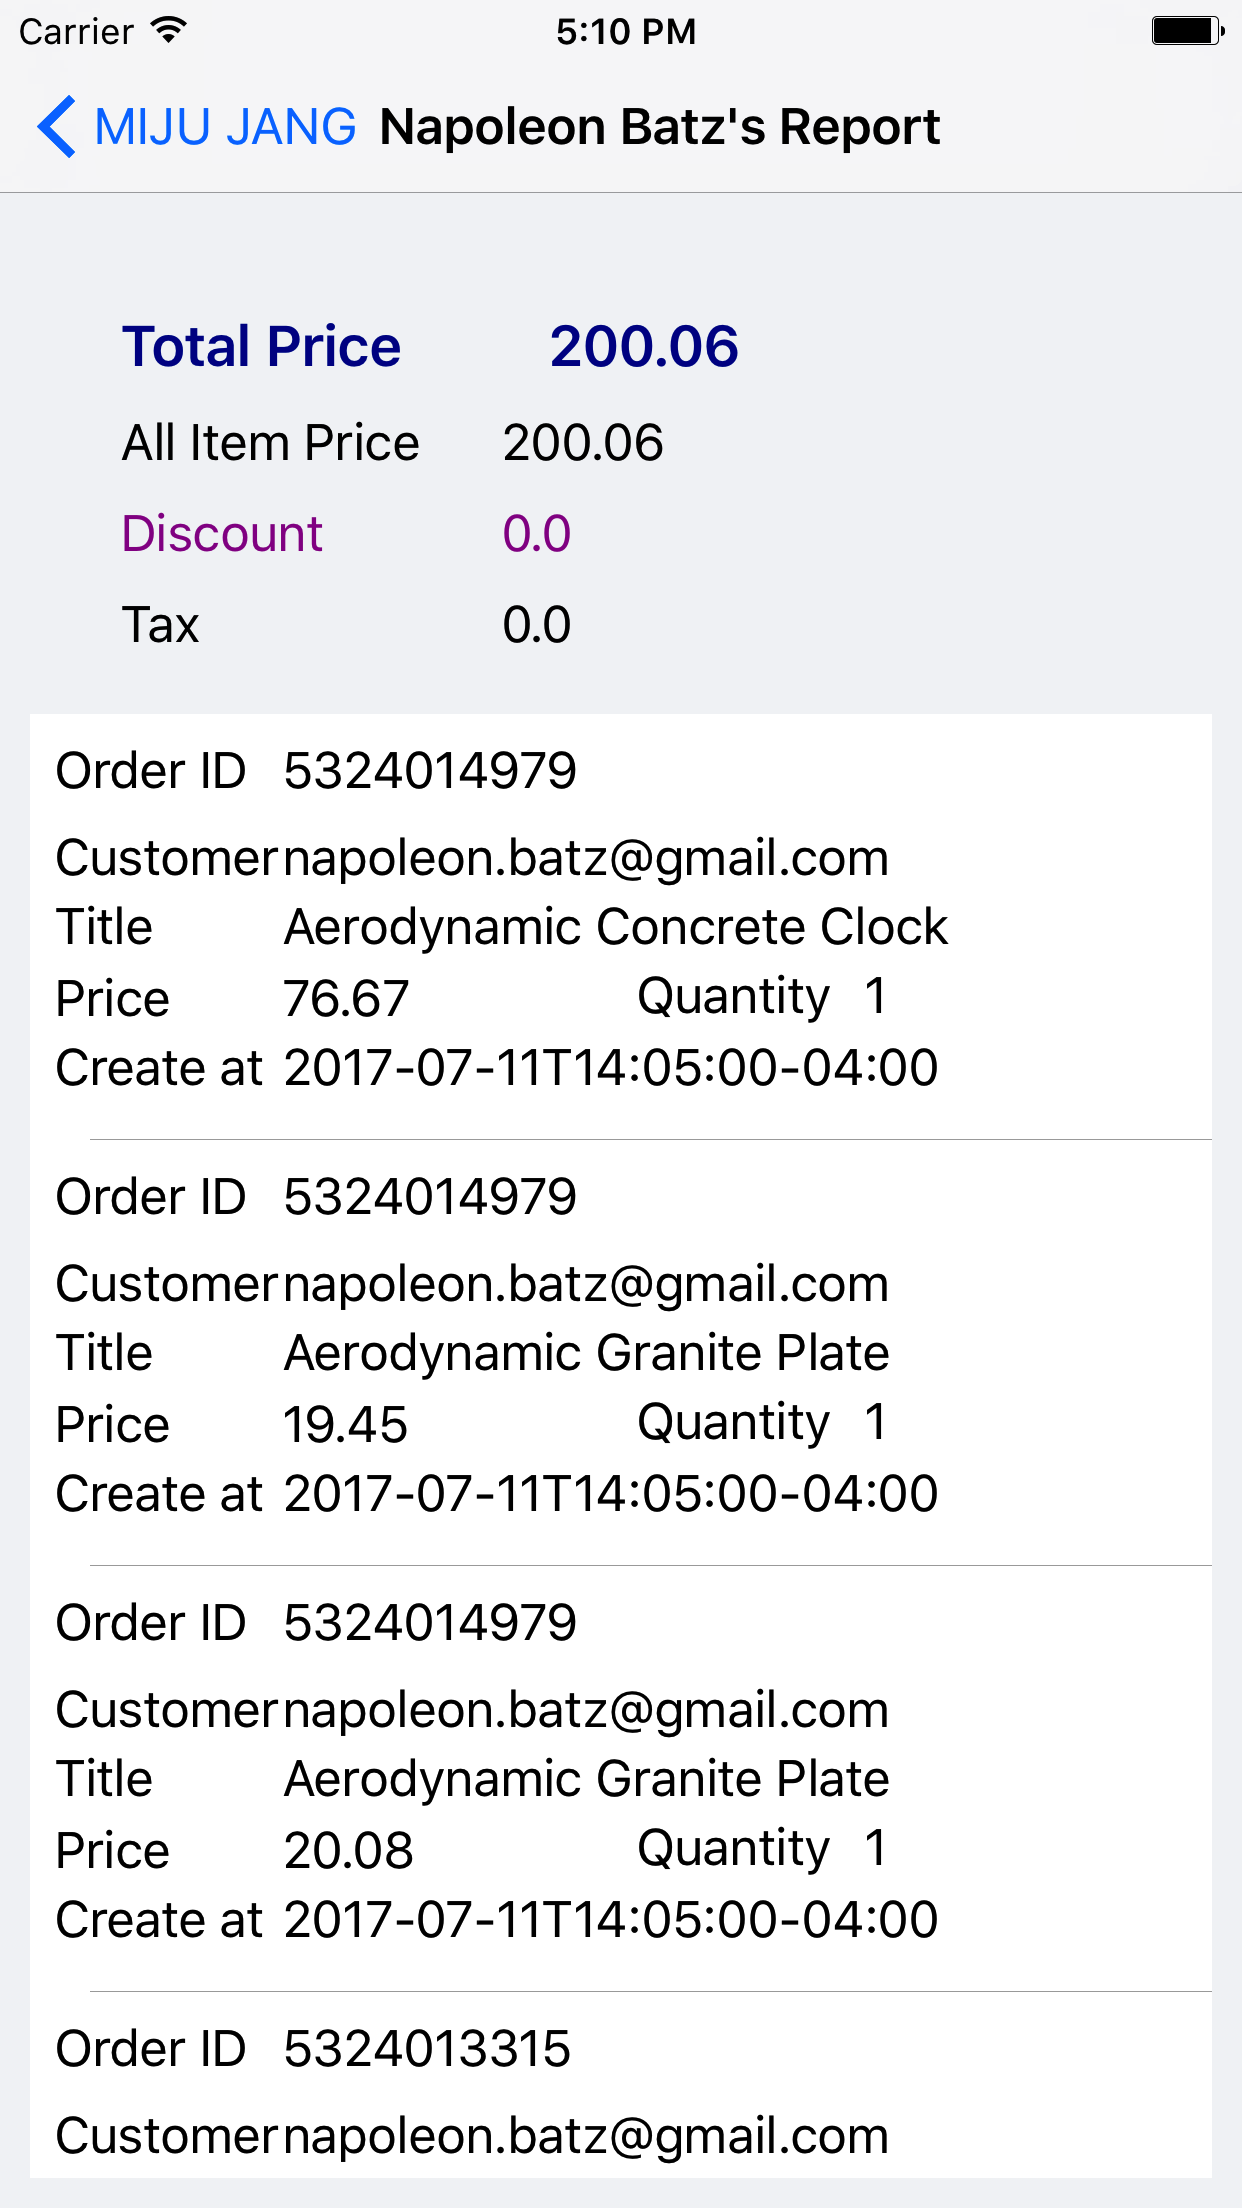 Carrier 5:10 PM
MIJU JANG Napoleon Batz's Report
Total Price 200.06
All Item Price 200.06
Discount 0.0
Tax 0.0
Order ID 5324014979
Customer napoleon.batz@gmail.com
Title Aerodynamic Concrete Clock
Price 76.67 Quantity 1
Create at 2017-07-11T14:05:00-04:00
Order ID 5324014979
Customer napoleon.batz@gmail.com
Title Aerodynamic Granite Plate
Price 19.45 Quantity 1
Create at 2017-07-11T14:05:00-04:00
Order ID 5324014979
Customer napoleon.batz@gmail.com
Title Aerodynamic Granite Plate
Price 20.08 Quantity 1
Create at 2017-07-11T14:05:00-04:00
Order ID 5324013315
Customer napoleon.batz@gmail.com